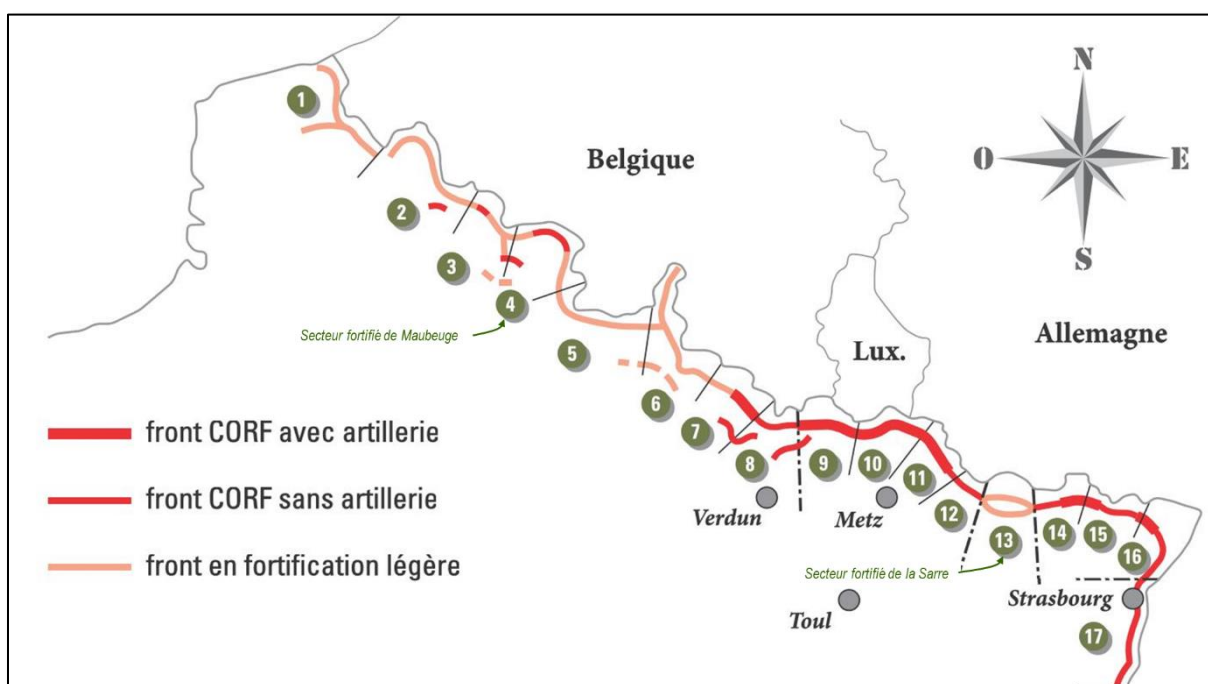 N
O
E
S
Belgique
Allemagne
Lux.
1
2
3
4
5
6
7
8
9
10
11
12
13
14
15
16
17
Secteur fortifié de Maubeuge
Verdun
Metz
Secteur fortifié de la Sarre
Toul
Strasbourg
front CORF avec artillerie
front CORF sans artillerie
front en fortification légère